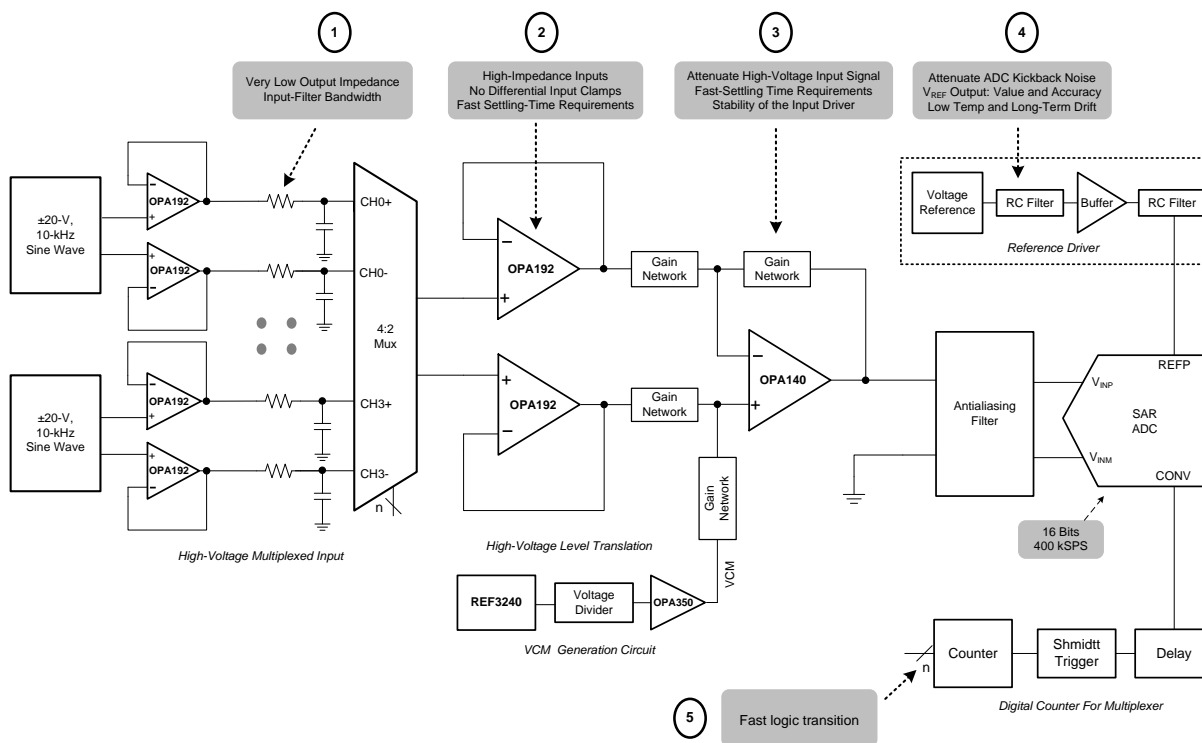 1
2
3
4
Very Low Output Impedance
Input-Filter Bandwidth
High-Impedance Inputs
No Differential Input Clamps
Fast Settling-Time Requirements
Attenuate High-Voltage Input Signal
Fast-Settling Time Requirements
Stability of the Input Driver
Attenuate ADC Kickback Noise
VREF Output: Value and Accuracy
Low Temp and Long-Term Drift
±20-V,
10-kHz
Sine Wave
−
OPA192
+
+
OPA192
−
CH0+
CH0-
4:2
Mux
CH3+
CH3-
n
±20-V,
10-kHz
Sine Wave
−
OPA192
+
+
OPA192
−
High-Voltage Multiplexed Input
−
OPA192
+
+
OPA192
−
High-Voltage Level Translation
Gain
Network
Gain
Network
Gain
Network
Gain
Network
−
OPA140
+
VCM
REF3240
Voltage
Divider
OPA350
VCM Generation Circuit
Voltage
Reference
RC Filter
Buffer
RC Filter
Reference Driver
Antialiasing
Filter
REFP
VINP
SAR
ADC
VINM
CONV
16 Bits
400 kSPS
n
Counter
Shmidtt
Trigger
Delay
Digital Counter For Multiplexer
5
Fast logic transition